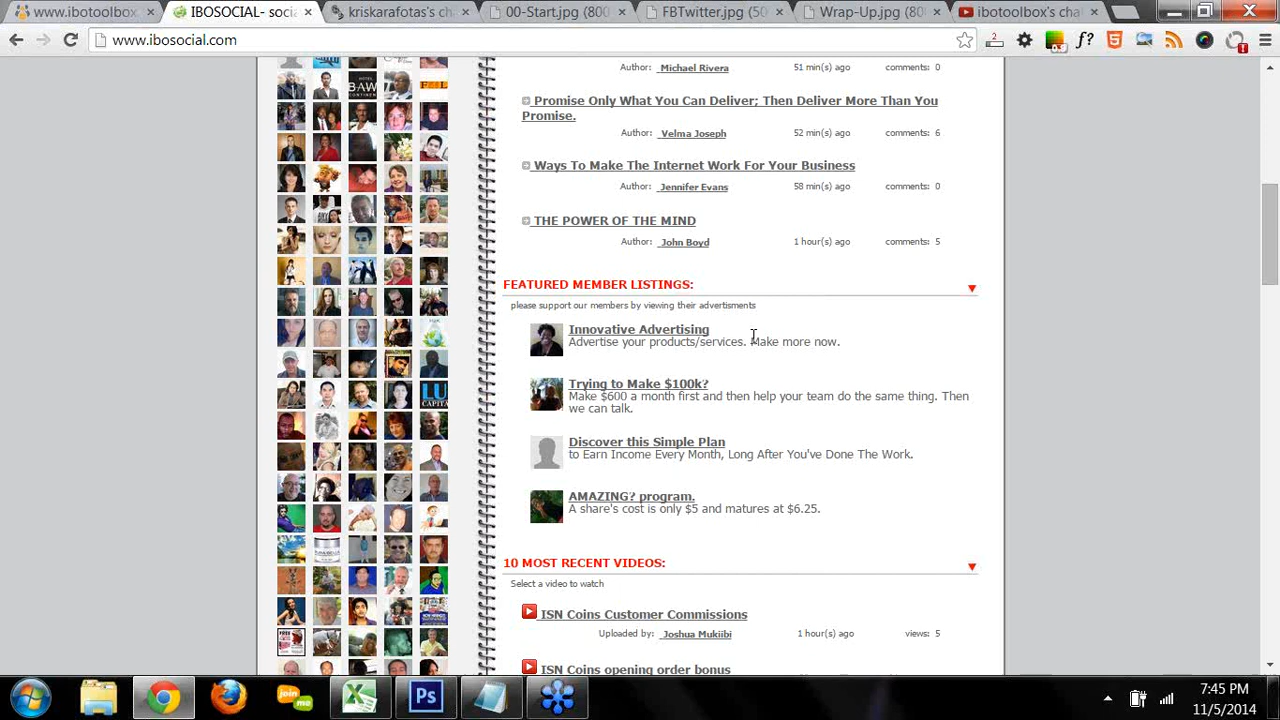 www.ibotoolbox
IBOSOCIAL- soci
kriskarafotas's cha
00-Start.jpg (800
FBTwitter.jpg (50
Wrap-Up.jpg (80
ibotoolbox's cha
www.ibosocial.com
2
f?
Author: Michael Rivera 51 min(s) ago comments: 0
Promise Only What You Can Deliver; Then Deliver More Than You
Promise.
Author: Velma Joseph 52 min(s) ago comments: 6
Ways To Make The Internet Work For Your Business
Author: Jennifer Evans 58 min(s) ago comments: 0
THE POWER OF THE MIND
Author: John Boyd 1 hour(s) ago comments: 5
FEATURED MEMBER LISTINGS:
please support our members by viewing their advertisments
Innovative Advertising
Advertise your products/services. Make more now.
Trying to Make $100k?
Make $600 a month first and then help your team do the same thing. Then
we can talk.
Discover this Simple Plan
to Earn Income Every Month, Long After You've Done The Work.
AMAZING? program.
A share's cost is only $5 and matures at $6.25.
10 MOST RECENT VIDEOS:
Select a video to watch
ISN Coins Customer Commissions
Uploaded by: Joshua Mukiibi 1 hour(s) ago views: 5
ISN Coins opening order bonus
join me
Ps
7:45 PM
11/5/2014